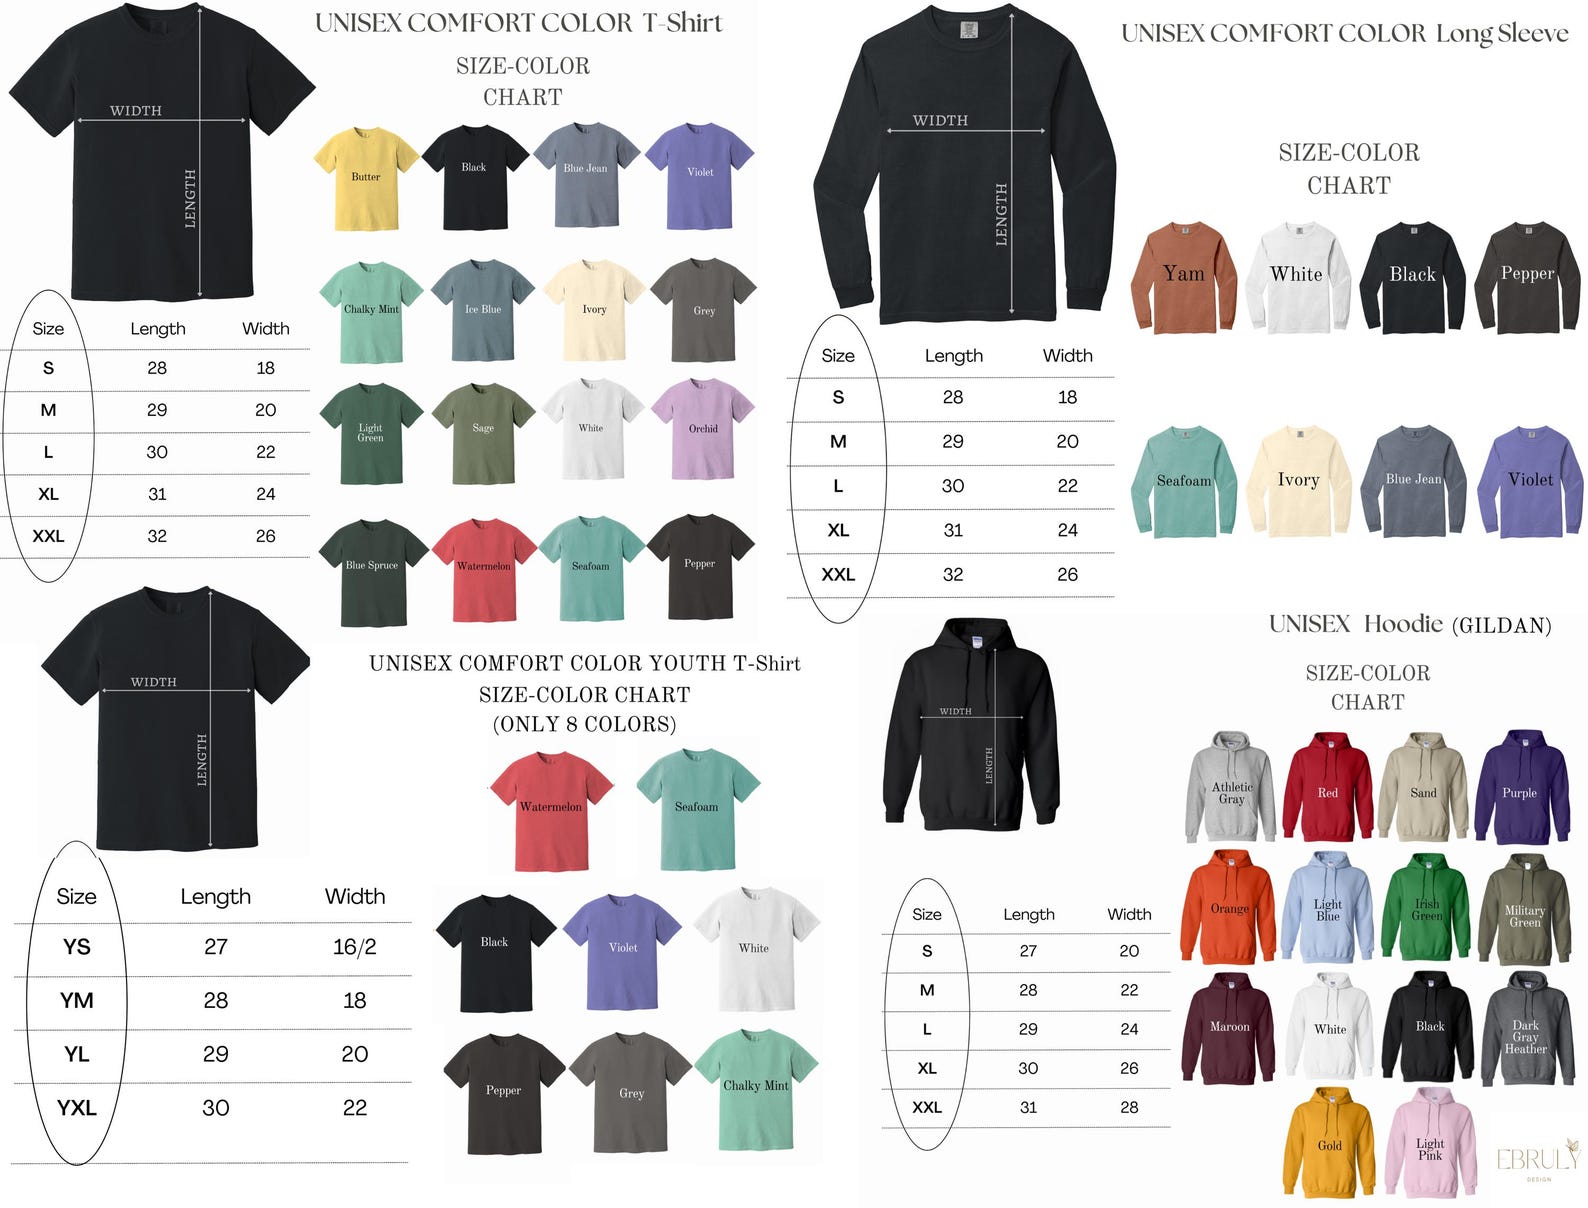 UNISEX COMFORT COLOR T-Shirt
SIZE-COLOR
CHART
WIDTH
LENGTH
Butter
Black
Blue Jean
Violet
Chalky Mint
Ice Blue
Ivory
Grey
Light
Green
Sage
White
Orchid
Blue Spruce
Watermelon
Seafoam
Pepper
Size Length Width
S 28 18
M 29 20
L 30 22
XL 31 24
XXL 32 26
UNISEX COMFORT COLOR Long Sleeve
SIZE-COLOR
CHART
WIDTH
LENGTH
Yam
White
Black
Pepper
Seafoam
Ivory
Blue Jean
Violet
Size Length Width
S 28 18
M 29 20
L 30 22
XL 31 24
XXL 32 26
UNISEX COMFORT COLOR YOUTH T-Shirt
SIZE-COLOR CHART
(ONLY 8 COLORS)
WIDTH
LENGTH
Watermelon
Seafoam
Black
Violet
White
Pepper
Grey
Chalky Mint
Size Length Width
YS 27 16/2
YM 28 18
YL 29 20
YXL 30 22
UNISEX Hoodie (GILDAN)
SIZE-COLOR
CHART
WIDTH
LENGTH
Athletic
Gray
Red
Sand
Purple
Orange
Light
Blue
Irish
Green
Military
Green
Maroon
White
Black
Dark
Gray
Heather
Gold
Light
Pink
Size Length Width
S 27 20
M 28 22
L 29 24
XL 30 26
XXL 31 28
EBRULY
DESIGN